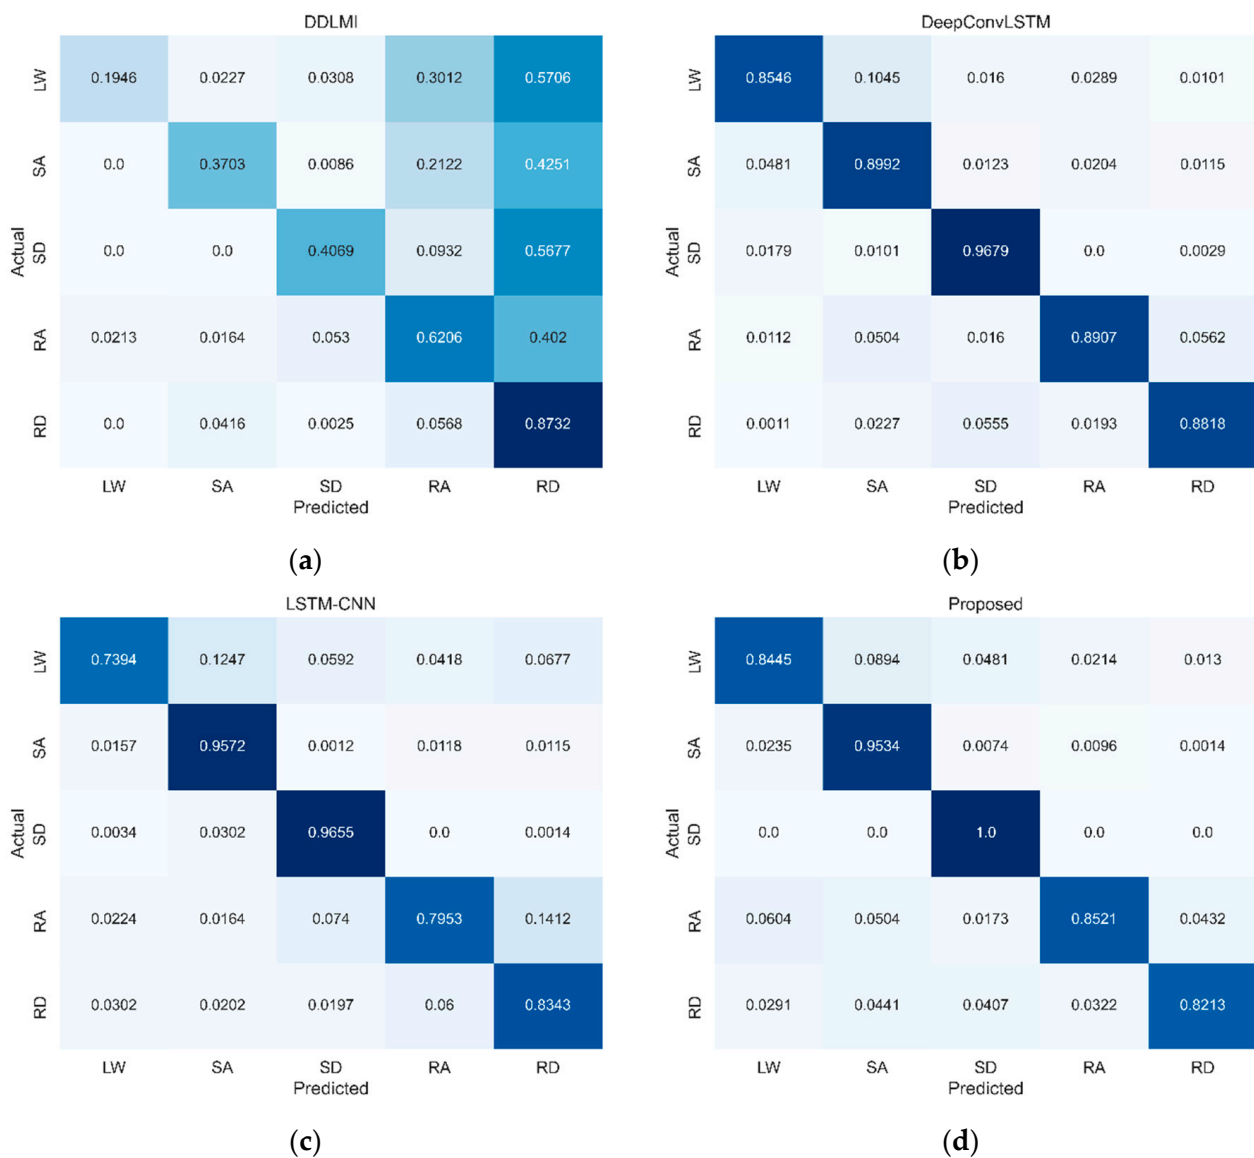 DDLMI
LW 0.1946 0.0227 0.0308 0.3012 0.5706
SA 0.0 0.3703 0.0086 0.2122 0.4251
Actual
SD 0.0 0.0 0.4069 0.0932 0.5677
RA 0.0213 0.0164 0.053 0.6206 0.402
RD 0.0 0.0416 0.0025 0.0568 0.8732
LW SA SD RA RD
Predicted
(a)
DeepConvLSTM
LW 0.8546 0.1045 0.016 0.0289 0.0101
SA 0.0481 0.8992 0.0123 0.0204 0.0115
Actual
SD 0.0179 0.0101 0.9679 0.0 0.0029
RA 0.0112 0.0504 0.016 0.8907 0.0562
RD 0.0011 0.0227 0.0555 0.0193 0.8818
LW SA SD RA RD
Predicted
(b)
LSTM-CNN
LW 0.7394 0.1247 0.0592 0.0418 0.0677
SA 0.0157 0.9572 0.0012 0.0118 0.0115
Actual
SD 0.0034 0.0302 0.9655 0.0 0.0014
RA 0.0224 0.0164 0.074 0.7953 0.1412
RD 0.0302 0.0202 0.0197 0.06 0.8343
LW SA SD RA RD
Predicted
(c)
Proposed
LW 0.8445 0.0894 0.0481 0.0214 0.013
SA 0.0235 0.9534 0.0074 0.0096 0.0014
Actual
SD 0.0 0.0 1.0 0.0 0.0
RA 0.0604 0.0504 0.0173 0.8521 0.0432
RD 0.0291 0.0441 0.0407 0.0322 0.8213
LW SA SD RA RD
Predicted
(d)